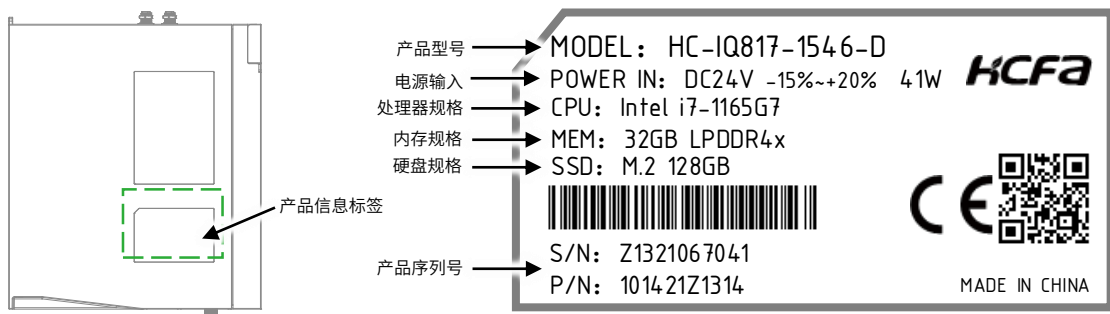 产品信息标签
产品型号
MODEL: HC-IQ817-1546-D
HCFA
电源输入
POWER IN: DC24V -15%~+20% 41W
处理器规格
CPU: Intel i7-1165G7
内存规格
MEM: 32GB LPDDR4x
硬盘规格
SSD: M.2 128GB
CE
产品序列号
S/N: Z1321067041
P/N: 101421Z1314
MADE IN CHINA